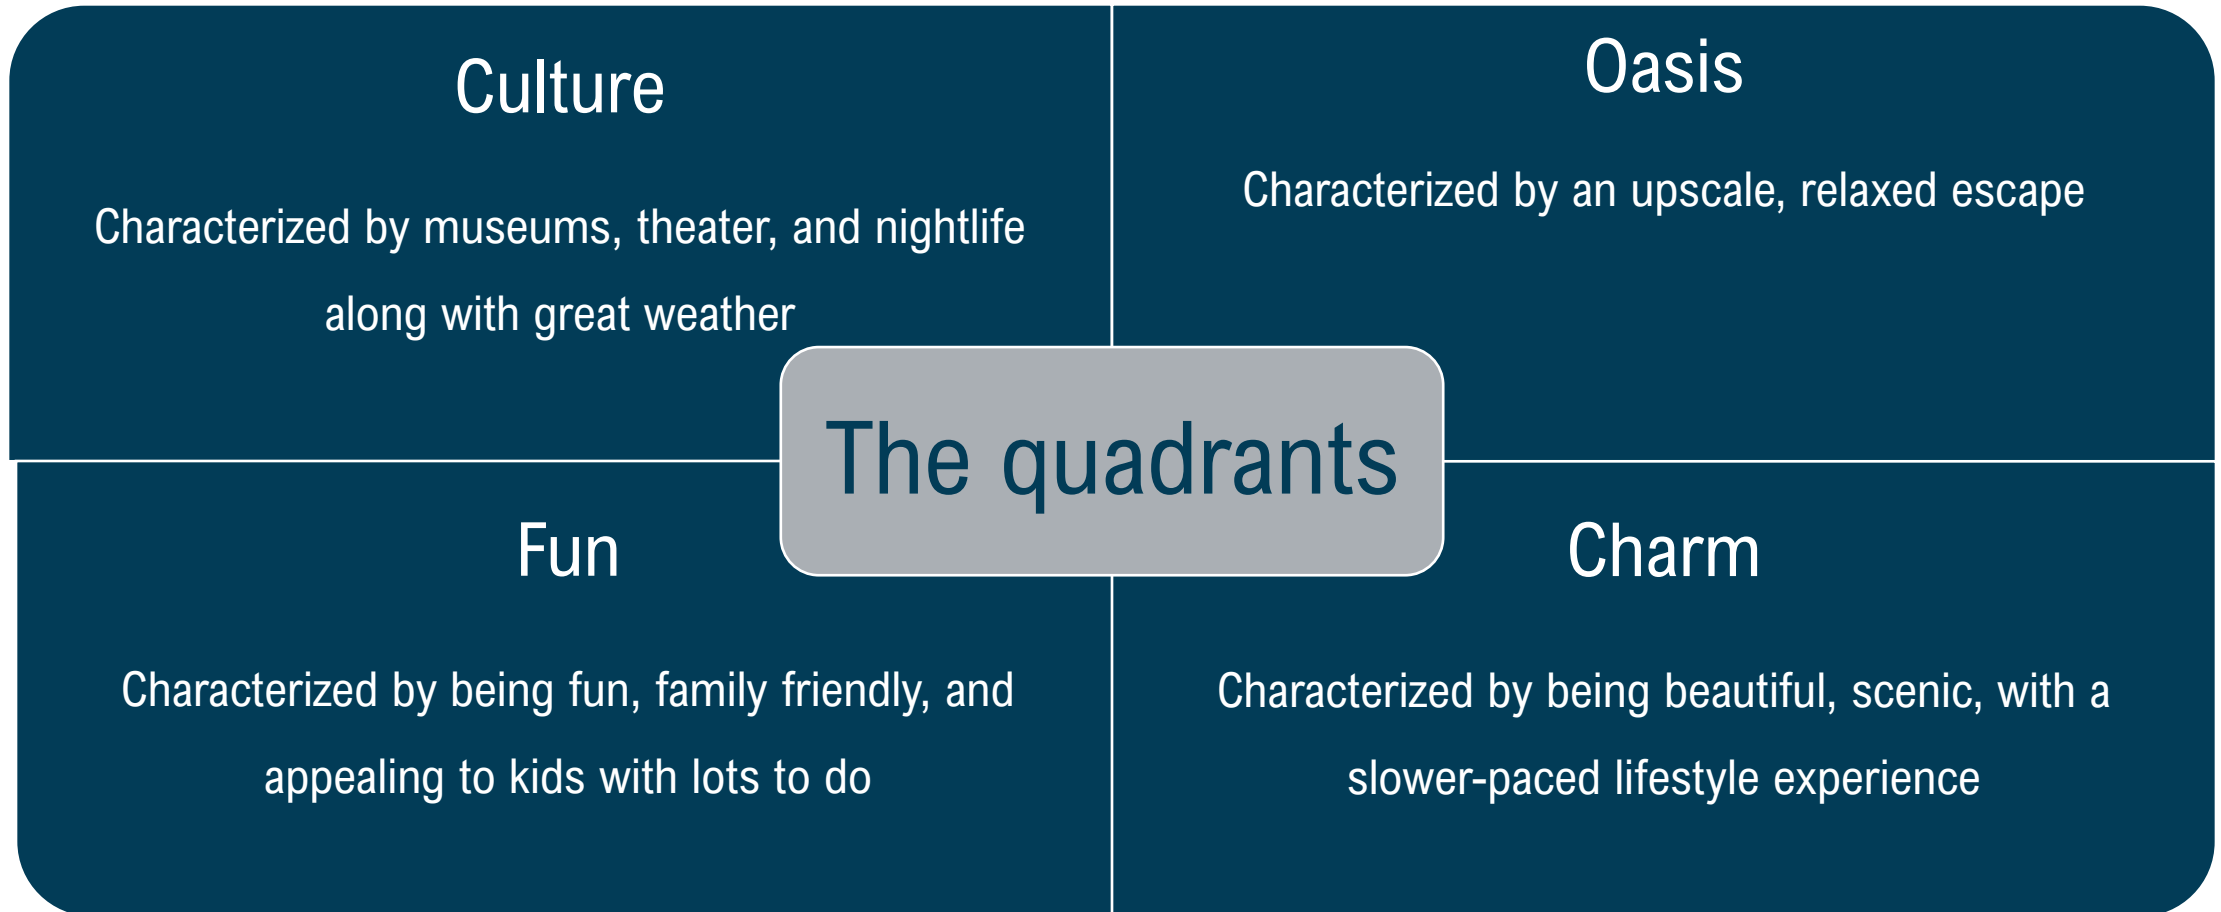 Culture
Characterized by museums, theater, and nightlife
along with great weather
Oasis
Characterized by an upscale, relaxed escape
The quadrants
Fun
Characterized by being fun, family friendly, and
appealing to kids with lots to do
Charm
Characterized by being beautiful, scenic, with a
slower-paced lifestyle experience